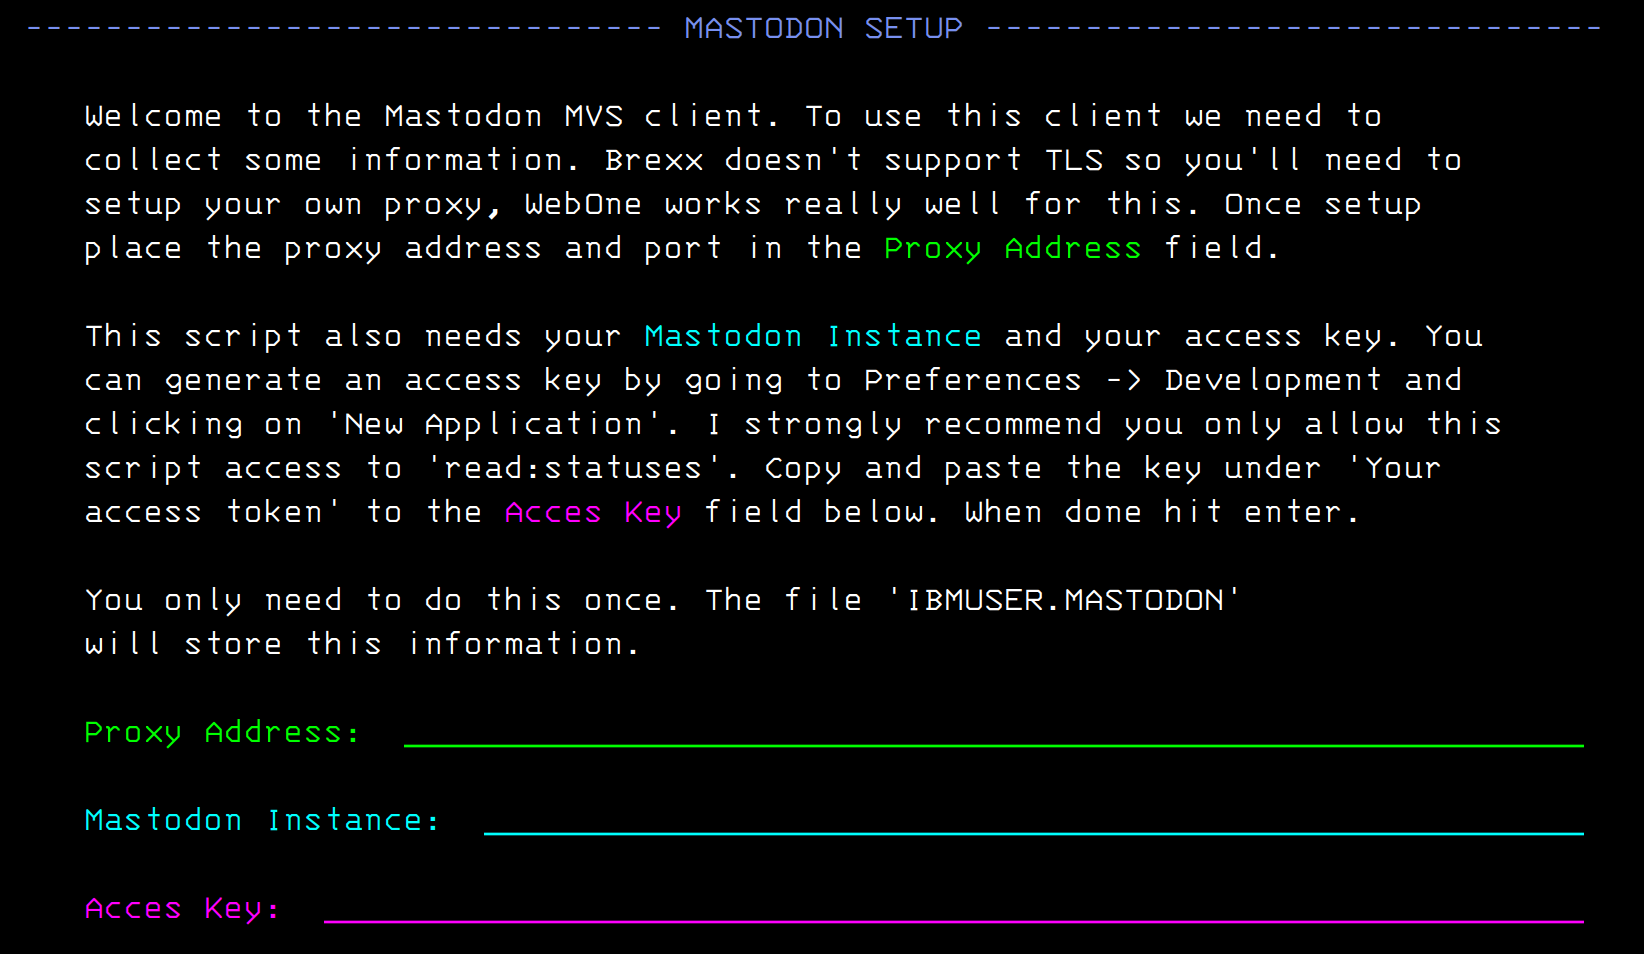 -------------------------------- MASTODON SETUP -------------------------------
Welcome to the Mastodon MVS client. To use this client we need to
collect some information. Brexx doesn't support TLS so you'll need to
setup your own proxy, WebOne works really well for this. Once setup
place the proxy address and port in the Proxy Address field.
This script also needs your Mastodon Instance and your access key. You
can generate an access key by going to Preferences -> Development and
clicking on 'New Application'. I strongly recommend you only allow this
script access to 'read:statuses'. Copy and paste the key under 'Your
access token' to the Acces Key field below. When done hit enter.
You only need to do this once. The file 'IBMUSER.MASTODON'
will store this information.
Proxy Address:
Mastodon Instance:
Acces Key: